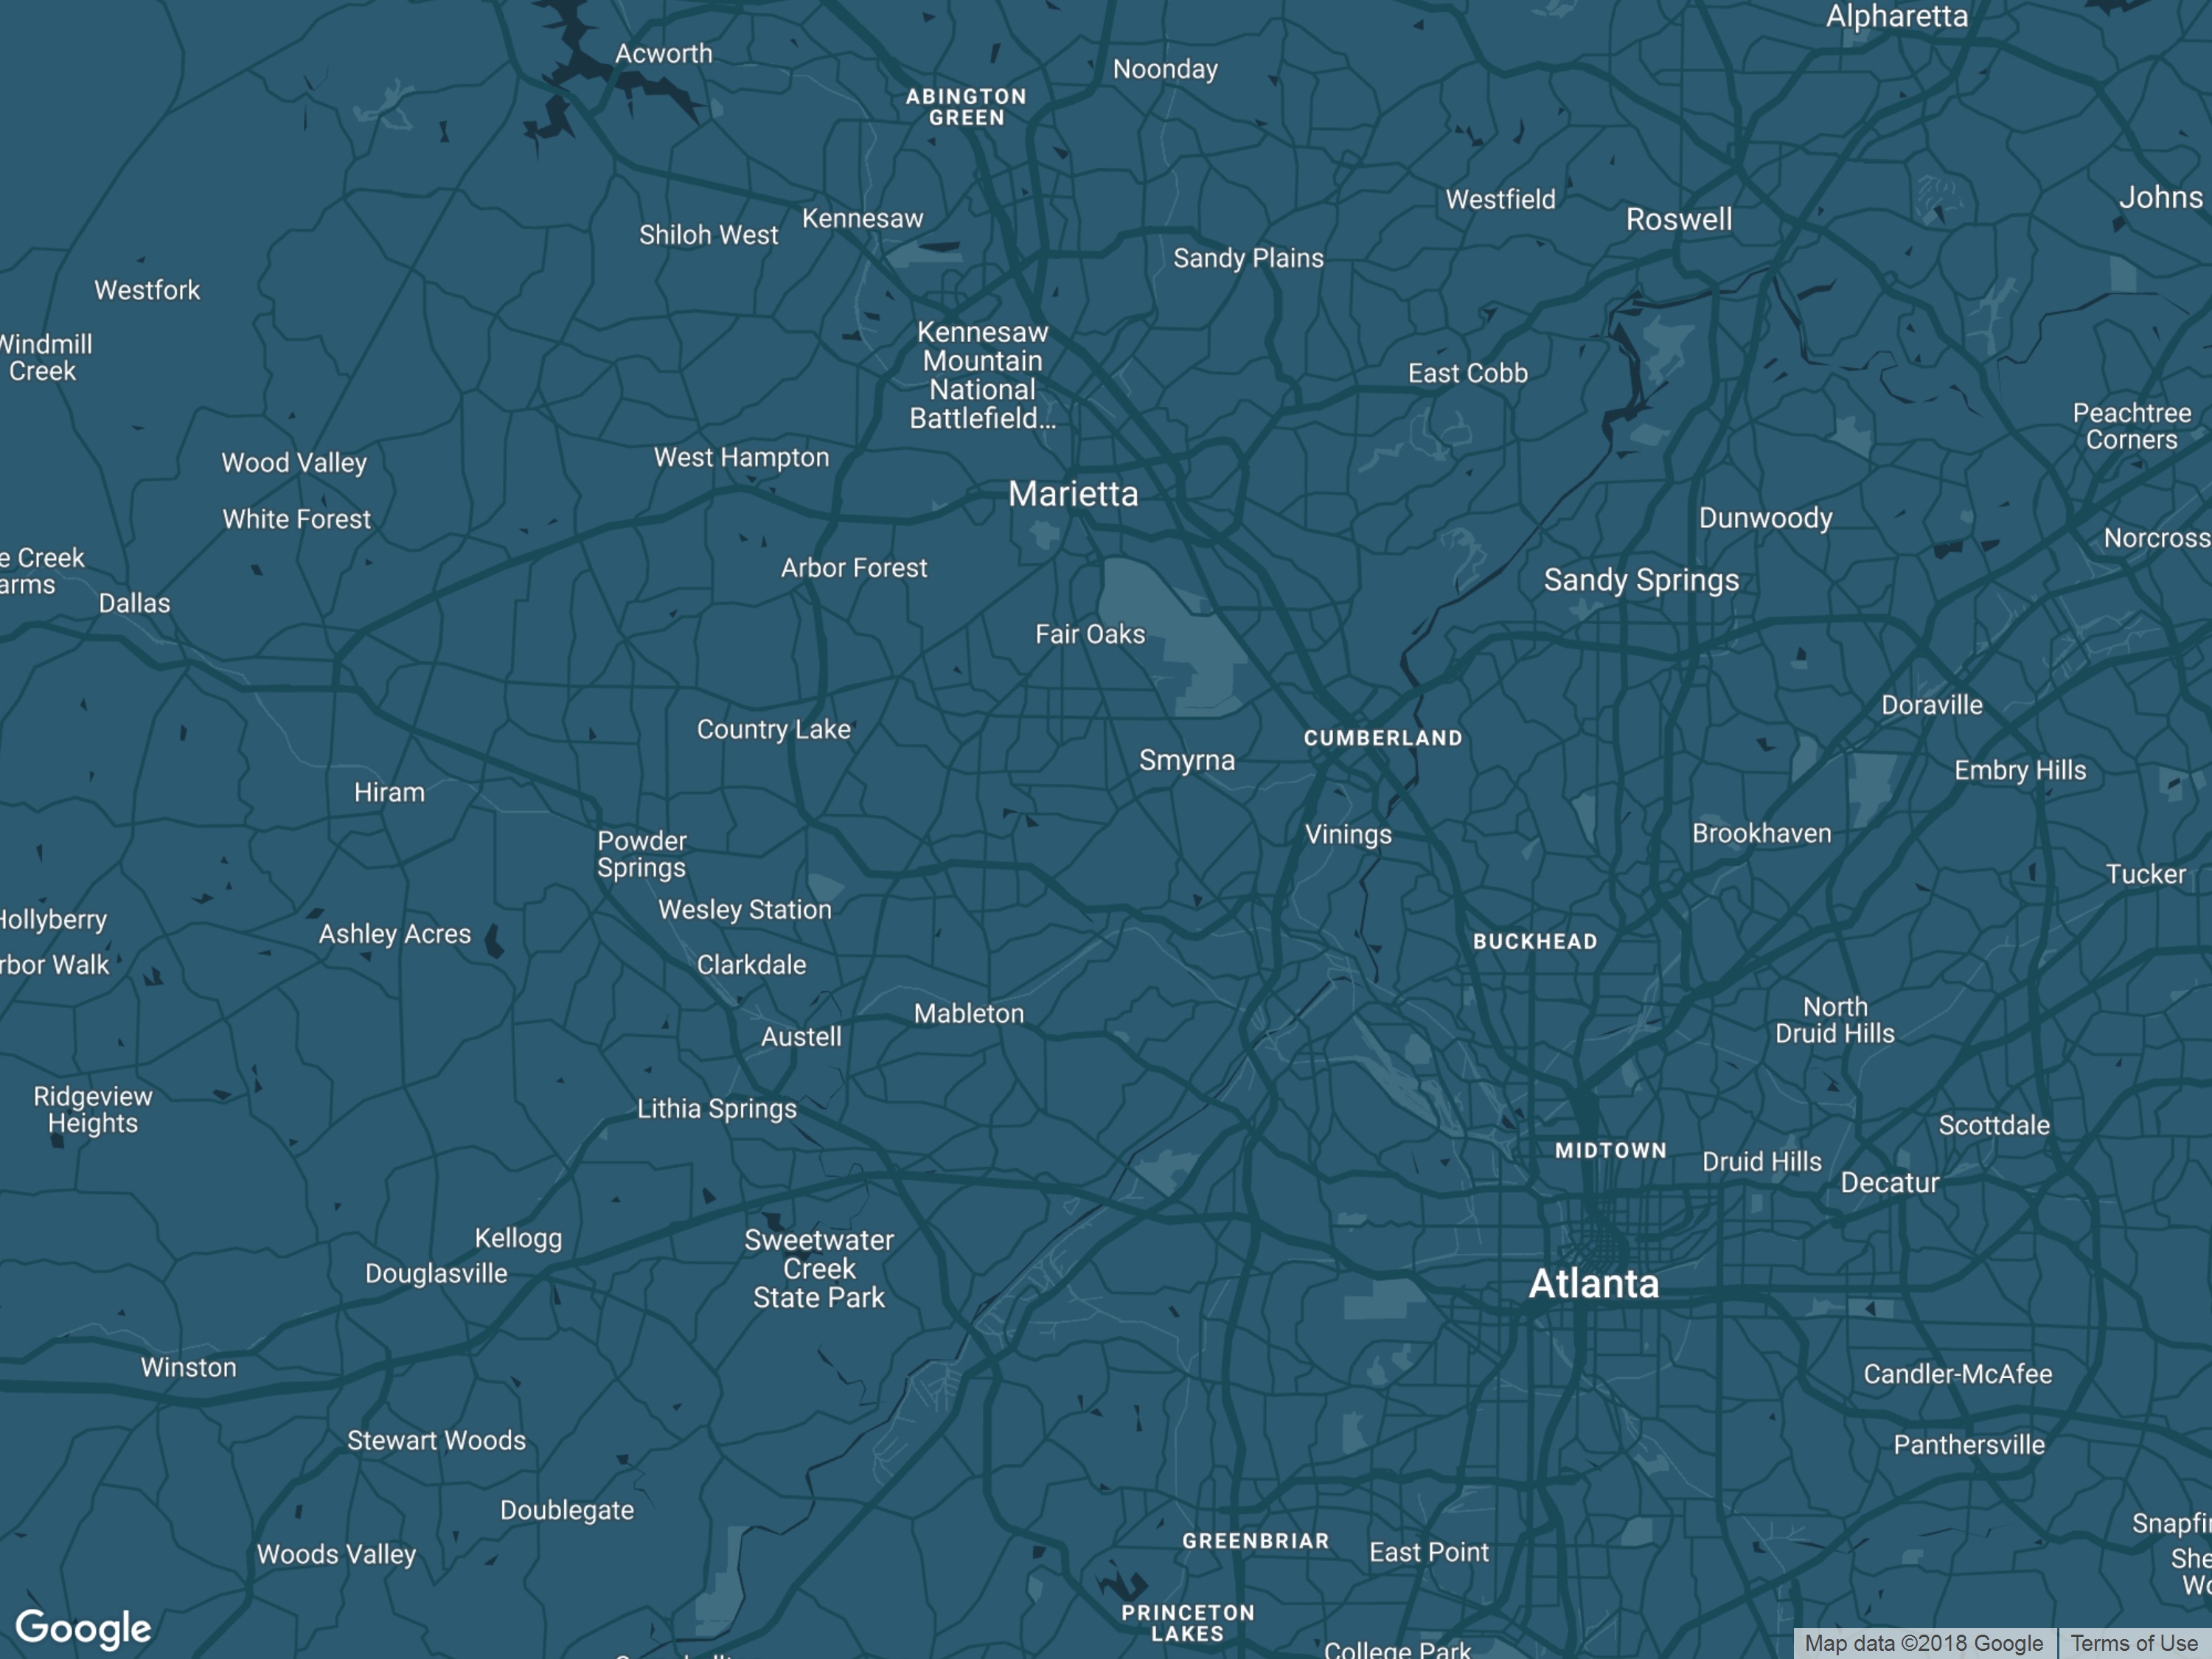 Alpharetta
Acworth
Noonday
ABINGTON
GREEN
Johns
Westfield
Roswell
Kennesaw
Shiloh West
Sandy Plains
Westfork
Windmill
Creek
Kennesaw
Mountain
National
Battlefield...
East Cobb
Peachtree
Corners
Wood Valley
West Hampton
Marietta
White Forest
Dunwoody
Norcross
e Creek
arms
Arbor Forest
Sandy Springs
Dallas
Fair Oaks
Doraville
Country Lake
CUMBERLAND
Smyrna
Embry Hills
Hiram
Powder
Springs
Vinings
Brookhaven
Tucker
Wesley Station
Hollyberry
Ashley Acres
BUCKHEAD
rbor Walk
Clarkdale
Mableton
North
Druid Hills
Austell
Ridgeview
Heights
Lithia Springs
Scottdale
MIDTOWN
Druid Hills
Decatur
Kellogg
Sweetwater
Creek
State Park
Douglasville
Atlanta
Winston
Candler-McAfee
Stewart Woods
Panthersville
Doublegate
Snapfi
GREENBRIAR
East Point
Woods Valley
She
Wo
PRINCETON
LAKES
Google
College Park
Map data ©2018 Google
Terms of Use